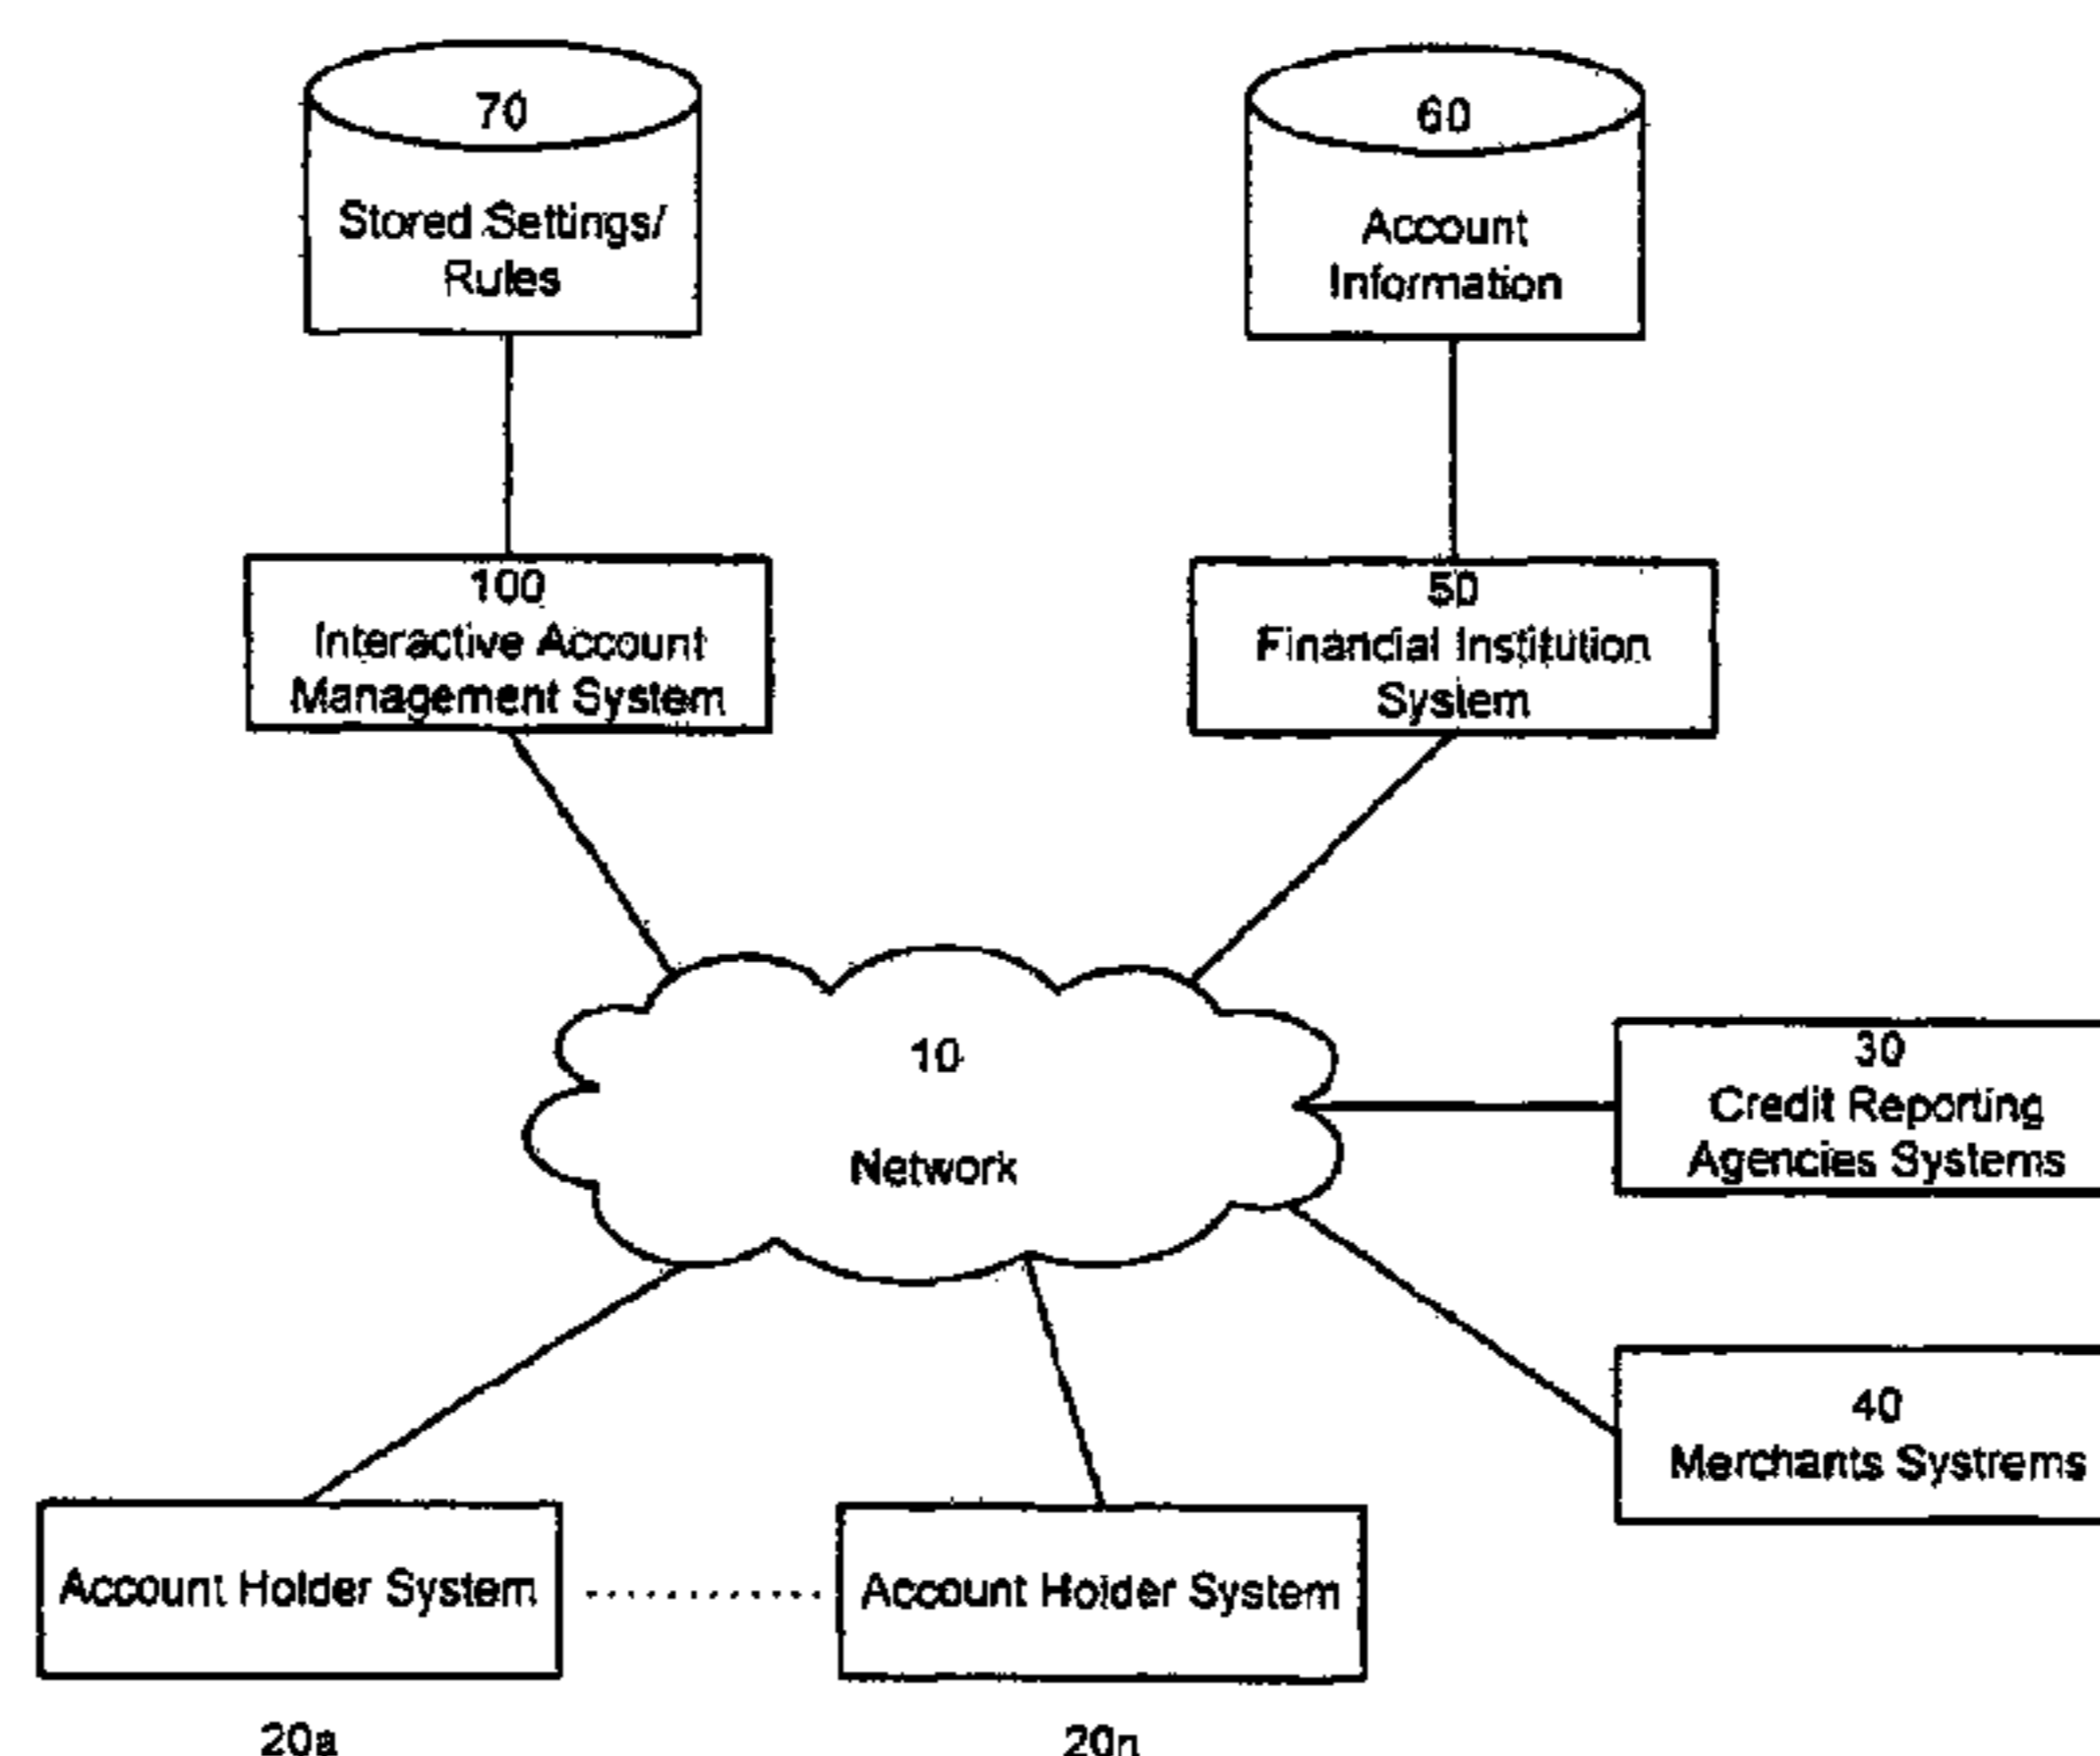 70
Stored Settings/
Rules
60
Account
Information
100
Interactive Account
Management System
50
Financial Institution
System
10
Network
30
Credit Reporting
Agencies Systems
40
Merchants Systrems
Account Holder System
Account Holder System
20a
20n